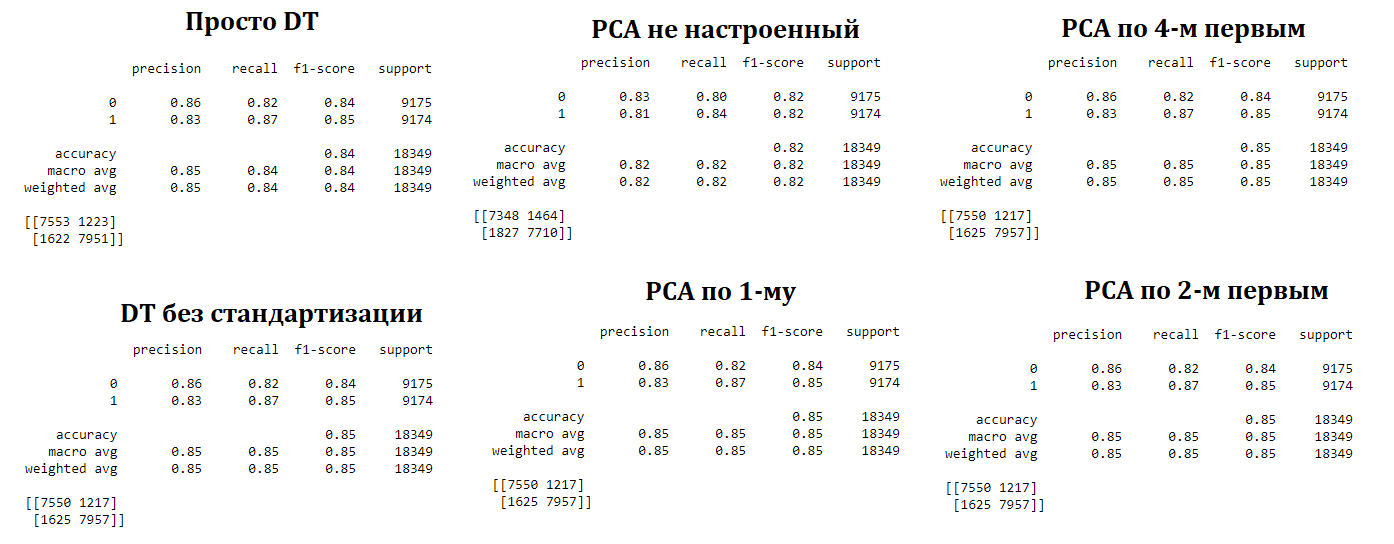 Просто DT
precision recall f1-score support
0 0.86 0.82 0.84 9175
1 0.83 0.87 0.85 9174
accuracy 0.84 18349
macro avg 0.85 0.84 0.84 18349
weighted avg 0.85 0.84 0.84 18349
[[7553 1223]
[1622 7951]]
PCA не настроенный
precision recall f1-score support
0 0.83 0.80 0.82 9175
1 0.81 0.84 0.82 9174
accuracy 0.82 18349
macro avg 0.82 0.82 0.82 18349
weighted avg 0.82 0.82 0.82 18349
[[7348 1464]
[1827 7710]]
PCA по 4-м первым
precision recall f1-score support
0 0.86 0.82 0.84 9175
1 0.83 0.87 0.85 9174
accuracy 0.85 18349
macro avg 0.85 0.85 0.85 18349
weighted avg 0.85 0.85 0.85 18349
[[7550 1217]
[1625 7957]]
DT без стандартизации
precision recall f1-score support
0 0.86 0.82 0.84 9175
1 0.83 0.87 0.85 9174
accuracy 0.85 18349
macro avg 0.85 0.85 0.85 18349
weighted avg 0.85 0.85 0.85 18349
[[7550 1217]
[1625 7957]]
PCA по 1-му
precision recall f1-score support
0 0.86 0.82 0.84 9175
1 0.83 0.87 0.85 9174
accuracy 0.85 18349
macro avg 0.85 0.85 0.85 18349
weighted avg 0.85 0.85 0.85 18349
[[7550 1217]
[1625 7957]]
PCA по 2-м первым
precision recall f1-score support
0 0.86 0.82 0.84 9175
1 0.83 0.87 0.85 9174
accuracy 0.85 18349
macro avg 0.85 0.85 0.85 18349
weighted avg 0.85 0.85 0.85 18349
[[7550 1217]
[1625 7957]]